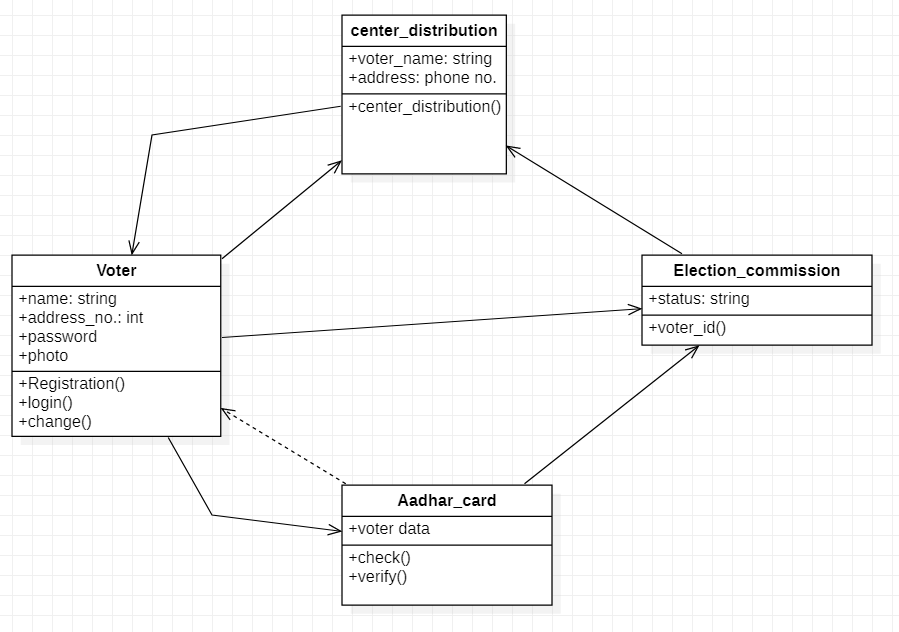 center_distribution
+voter_name: string
+address: phone no.
+center_distribution()
Voter
+name: string
+address_no.: int
+password
+photo
+Registration()
+login()
+change()
Election_commission
+status: string
+voter_id()
Aadhar_card
+voter data
+check()
+verify()